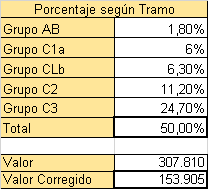 Porcentaje según Tramo
Grupo AB 1,80%
Grupo C1a 6%
Grupo CLb 6,30%
Grupo C2 11,20%
Grupo C3 24,70%
Total 50,00%
Valor 307.810
Valor Corregido 153.905